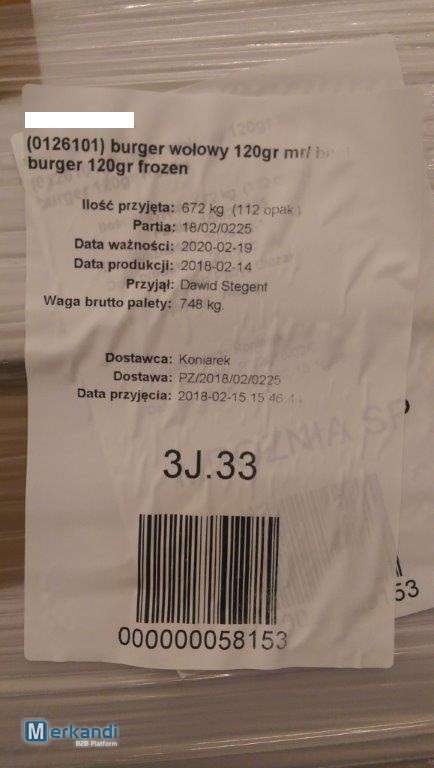 (0126101) burger wołowy 120gr mr/
burger 120gr frozen
Ilość przyjęta: 672 kg (112 opak
Partia: 18/02/0225
Data ważności: 2020-02-19
Data produkcji: 2018-02-14
Przyjął: Dawid Stegent
Waga brutto palety: 748 kg
Dostawca: Koniarek
Dostawa: PZ/2018/02/0225
Data przyjęcia: 2018-02-15 15:46
3J.33
000000058153
53
Merkandi
B2B Platform